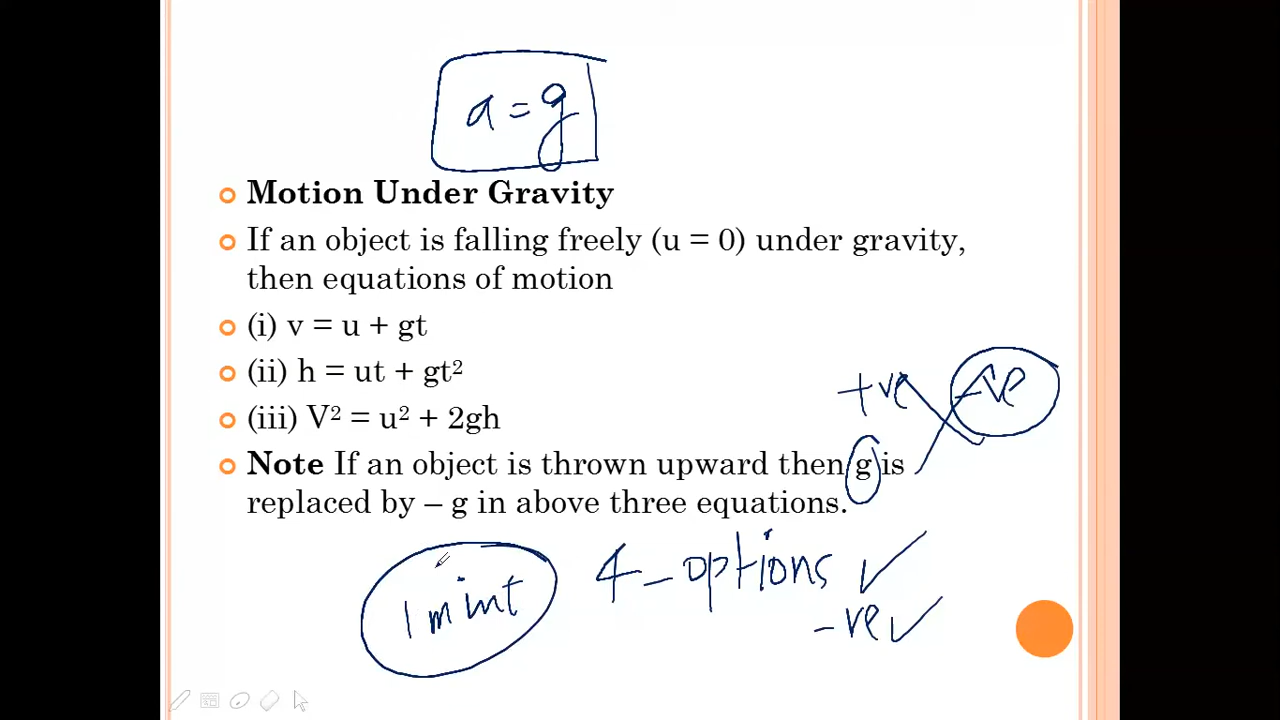 a = g
Motion Under Gravity
If an object is falling freely (u = 0) under gravity,
then equations of motion
(i) v = u + gt
(ii) h = ut + gt²
+ve -ve
(iii) V² = u² + 2gh
Note If an object is thrown upward then g is
replaced by – g in above three equations.
1 mint 4-options ✓
-ve ✓